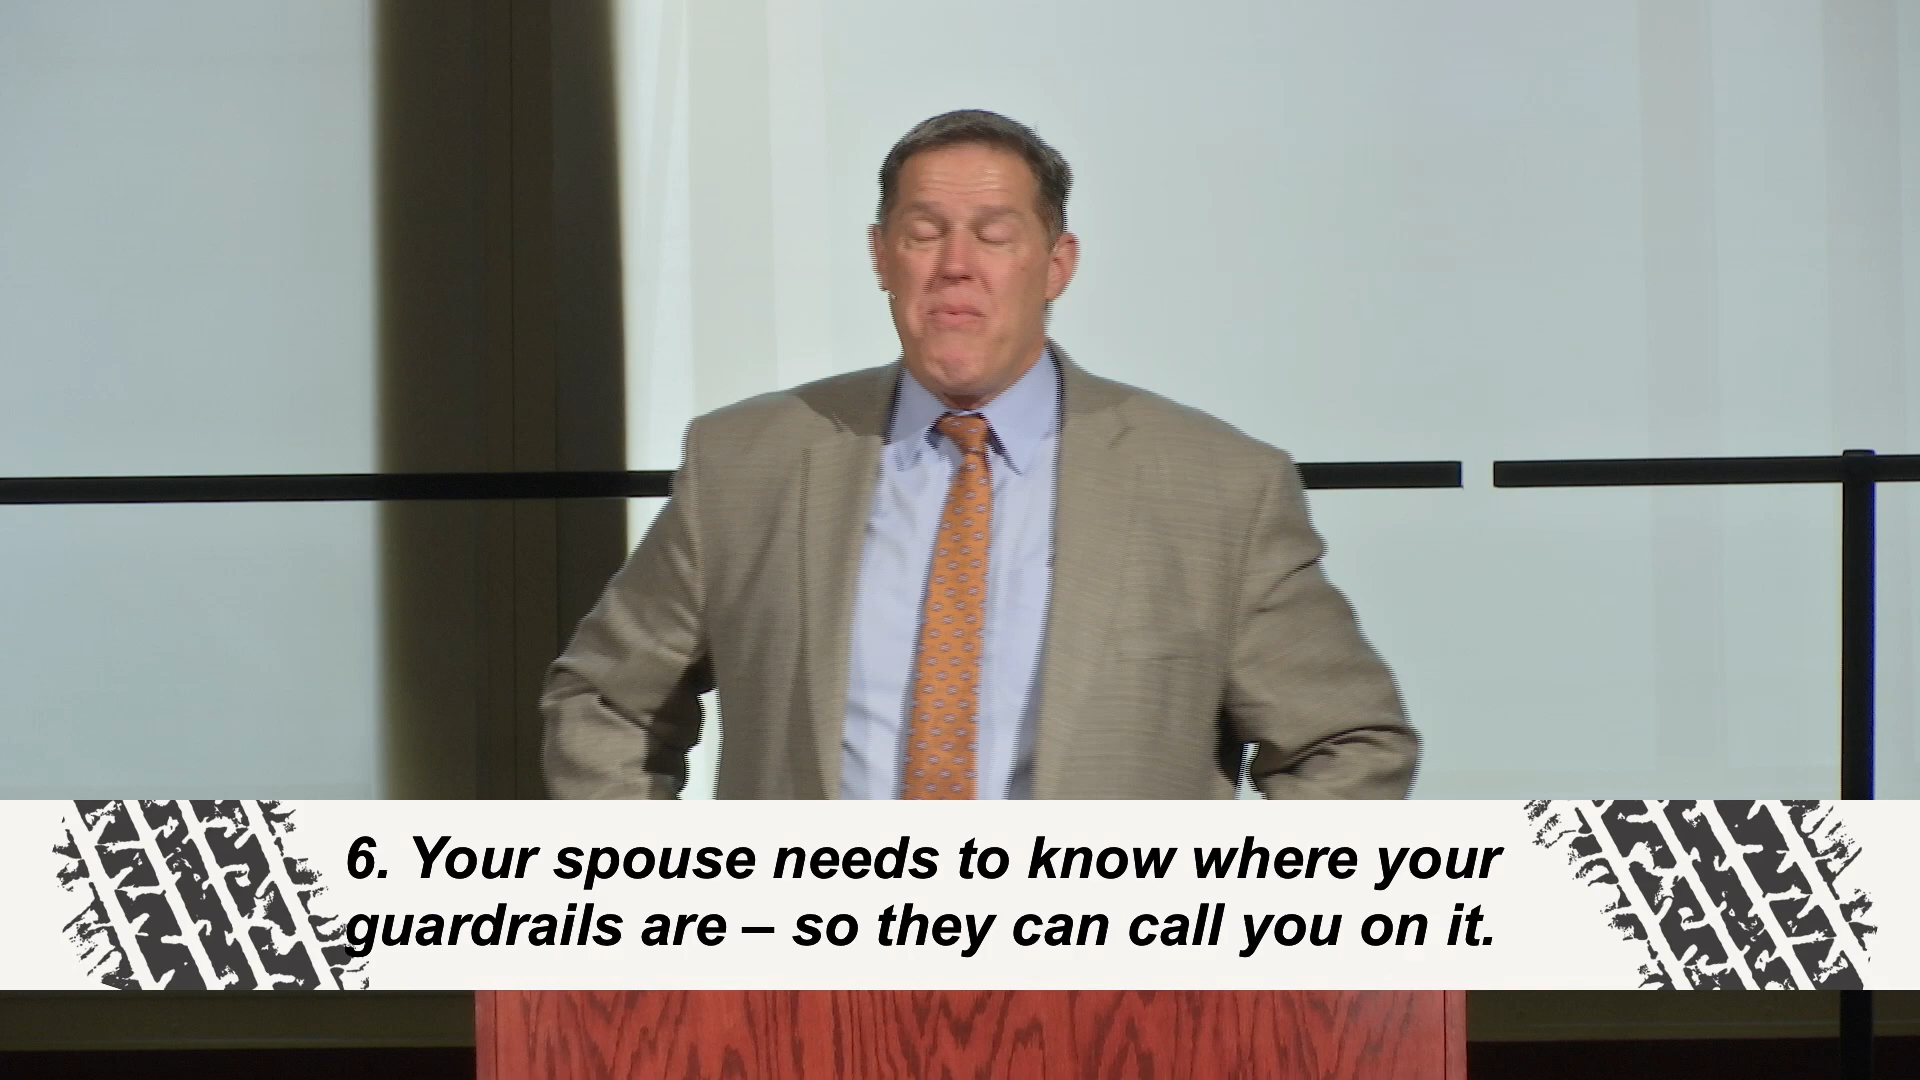 6. Your spouse needs to know where your
guardrails are – so they can call you on it.